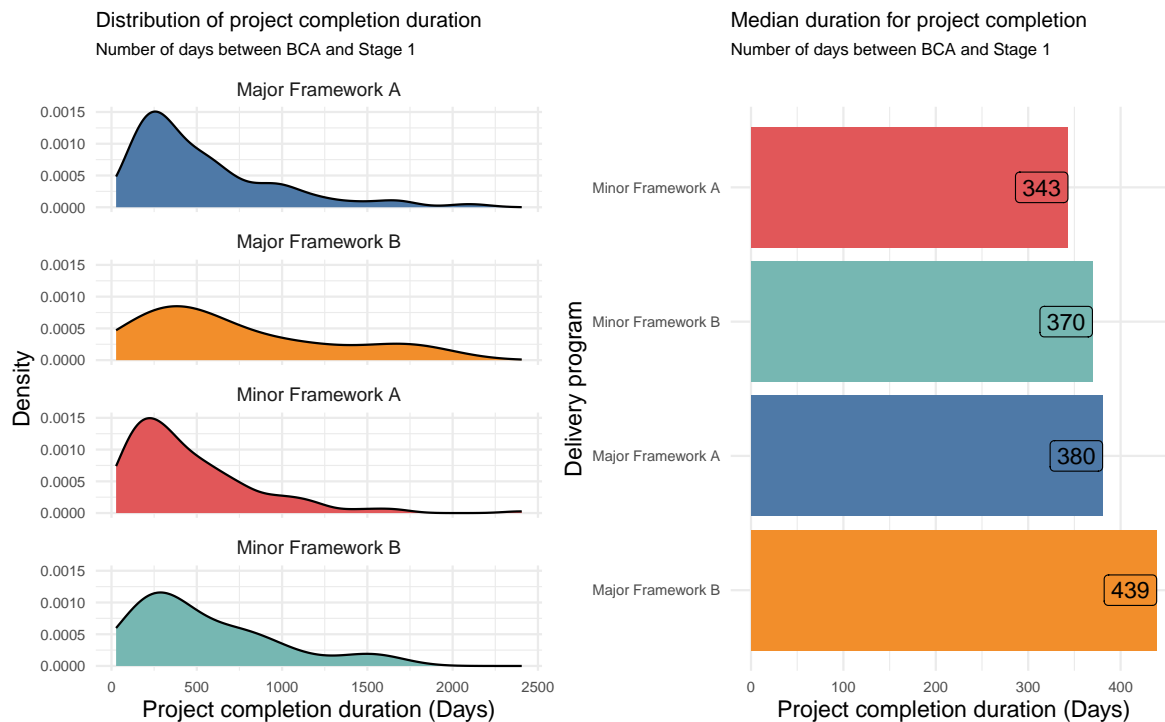 Distribution of project completion duration
Number of days between BCA and Stage 1
Major Framework A
0.0015
0.0010
0.0005
0.0000
Major Framework B
0.0015
0.0010
0.0005
0.0000
Minor Framework A
0.0015
0.0010
0.0005
0.0000
Minor Framework B
0.0015
0.0010
0.0005
0.0000
Density
0 500 1000 1500 2000 2500
Project completion duration (Days)
Median duration for project completion
Number of days between BCA and Stage 1
Delivery program
Minor Framework A 343
Minor Framework B 370
Major Framework A 380
Major Framework B 439
0 100 200 300 400
Project completion duration (Days)